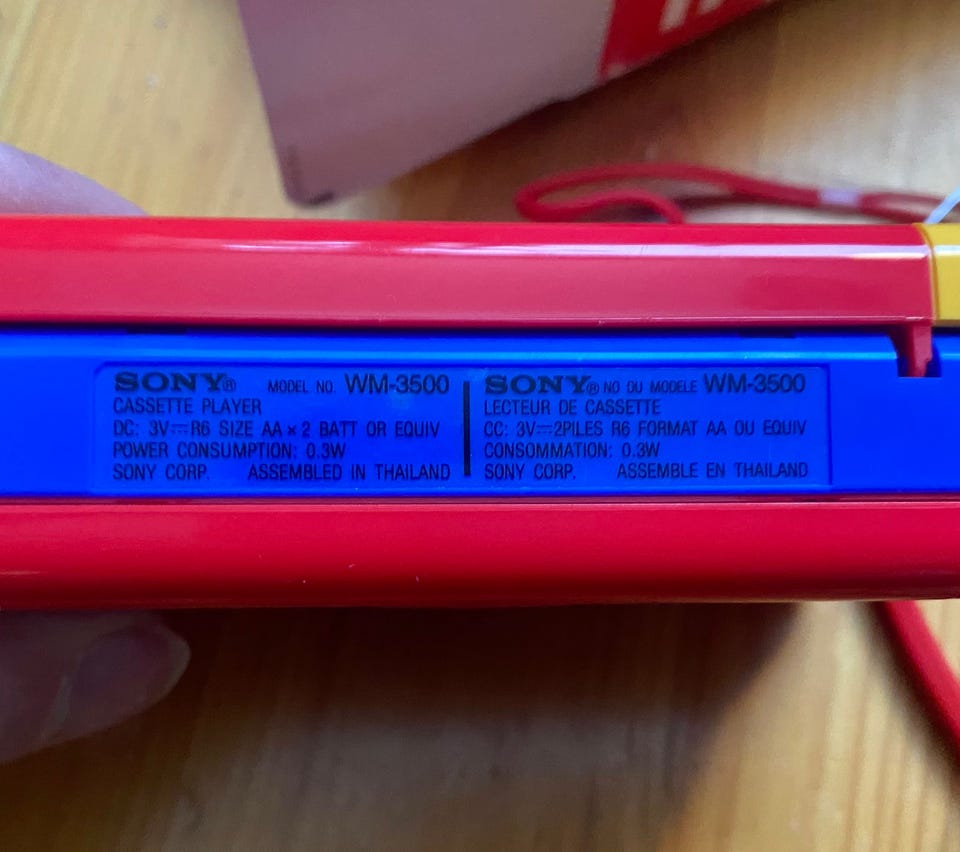 SONY® MODEL NO. WM-3500
CASSETTE PLAYER
DC: 3V⎓R6 SIZE AA × 2 BATT OR EQUIV
POWER CONSUMPTION: 0.3W
SONY CORP. ASSEMBLED IN THAILAND
SONY® NO OU MODELE WM-3500
LECTEUR DE CASSETTE
CC: 3V⎓2PILES R6 FORMAT AA OU EQUIV
CONSOMMATION: 0.3W
SONY CORP. ASSEMBLE EN THAILAND